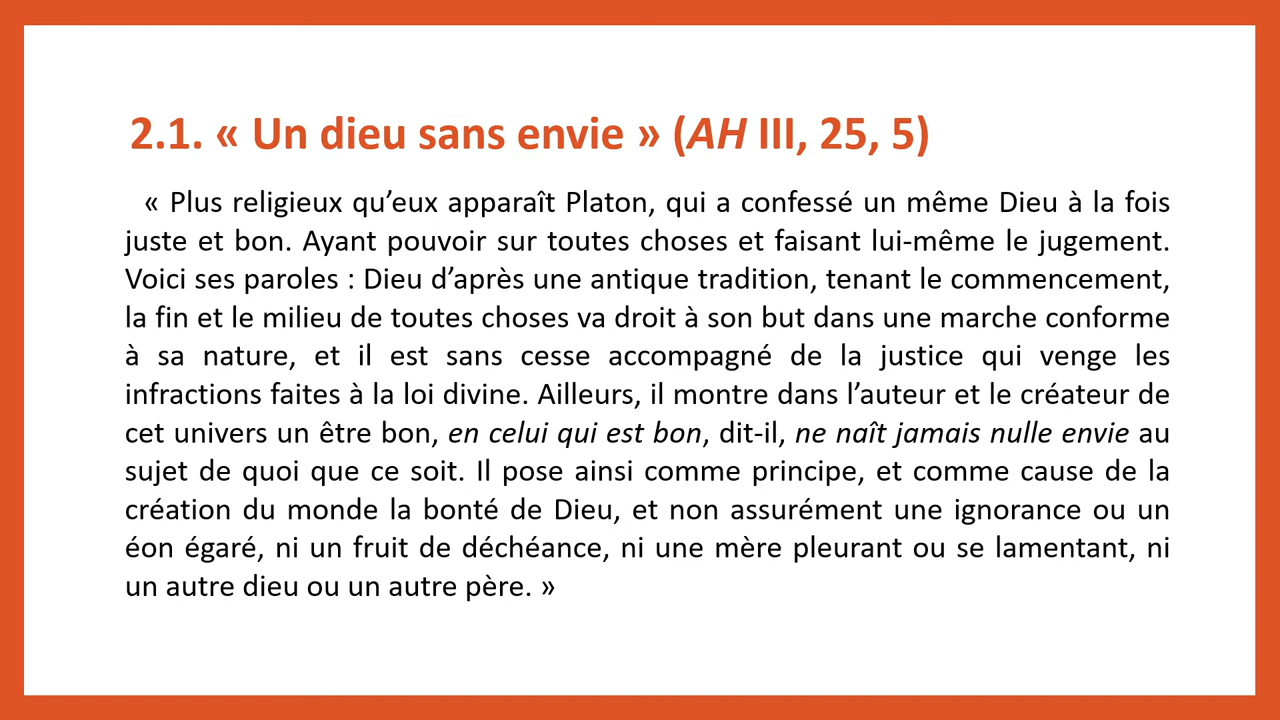 2.1. « Un dieu sans envie » (AH III, 25, 5)
« Plus religieux qu’eux apparaît Platon, qui a confessé un même Dieu à la fois
juste et bon. Ayant pouvoir sur toutes choses et faisant lui-même le jugement.
Voici ses paroles : Dieu d’après une antique tradition, tenant le commencement,
la fin et le milieu de toutes choses va droit à son but dans une marche conforme
à sa nature, et il est sans cesse accompagné de la justice qui venge les
infractions faites à la loi divine. Ailleurs, il montre dans l’auteur et le créateur de
cet univers un être bon, en celui qui est bon, dit-il, ne naît jamais nulle envie au
sujet de quoi que ce soit. Il pose ainsi comme principe, et comme cause de la
création du monde la bonté de Dieu, et non assurément une ignorance ou un
éon égaré, ni un fruit de déchéance, ni une mère pleurant ou se lamentant, ni
un autre dieu ou un autre père. »